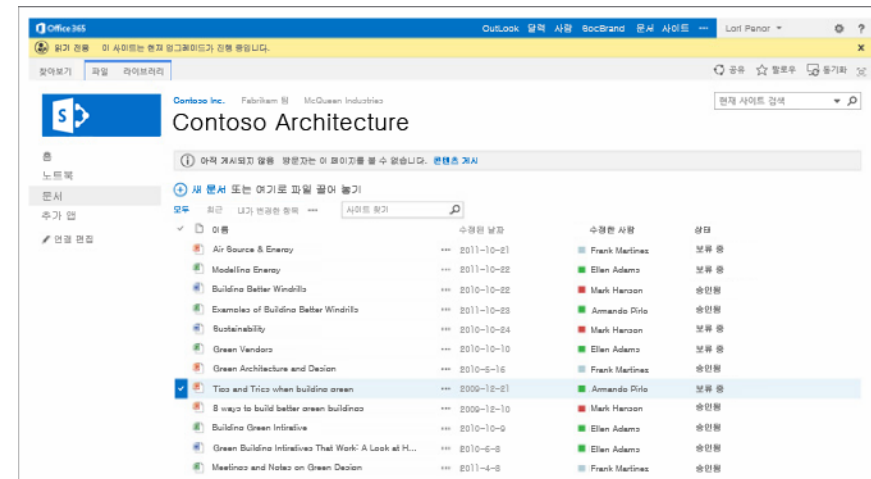 Office 365
OutLook 달력 사람 BocBrand 문서 사이트 ··· Lori Penor ?
읽기 전용 이 사이트는 현재 업그레이드가 진행 중입니다. x
찾아보기 파일 라이브러리 공유 팔로우 동기화
Contoso Inc. Fabrikam 팀 McQueen Industries
현재 사이트 검색
S
Contoso Architecture
홈
노트북
문서
추가 앱
연결 편집
아직 게시되지 않음 방문자는 이 페이지를 볼 수 없습니다. 콘텐츠 게시
새 문서 또는 여기로 파일 끌어 놓기
모두 최근 내가 변경한 항목 ··· 사이트 찾기
이름 수정된 날짜 수정한 사람 상태
Air Source & Energy ··· 2011-10-21 Frank Martinez 보류 중
Modelling Energy ··· 2011-10-22 Ellen Adams 보류 중
Building Better Windrills ··· 2010-10-22 Mark Hanson 승인됨
Examples of Building Better Windrills ··· 2011-10-23 Armando Pirlo 승인됨
Sustainability ··· 2010-10-24 Mark Hanson 보류 중
Green Vendors ··· 2010-10-10 Ellen Adams 보류 중
Green Architecture and Design ··· 2010-6-16 Frank Martinez 승인됨
Tips and Trics when building green ··· 2009-12-21 Armando Pirlo 보류 중
8 ways to build better green buildings ··· 2009-12-10 Mark Hanson 승인됨
Building Green Intirative ··· 2010-10-9 Ellen Adams 승인됨
Green Building Intiratives That Work: A Look at H... ··· 2010-6-8 Ellen Adams 승인됨
Meetings and Notes on Green Design ··· 2011-4-8 Frank Martinez 승인됨